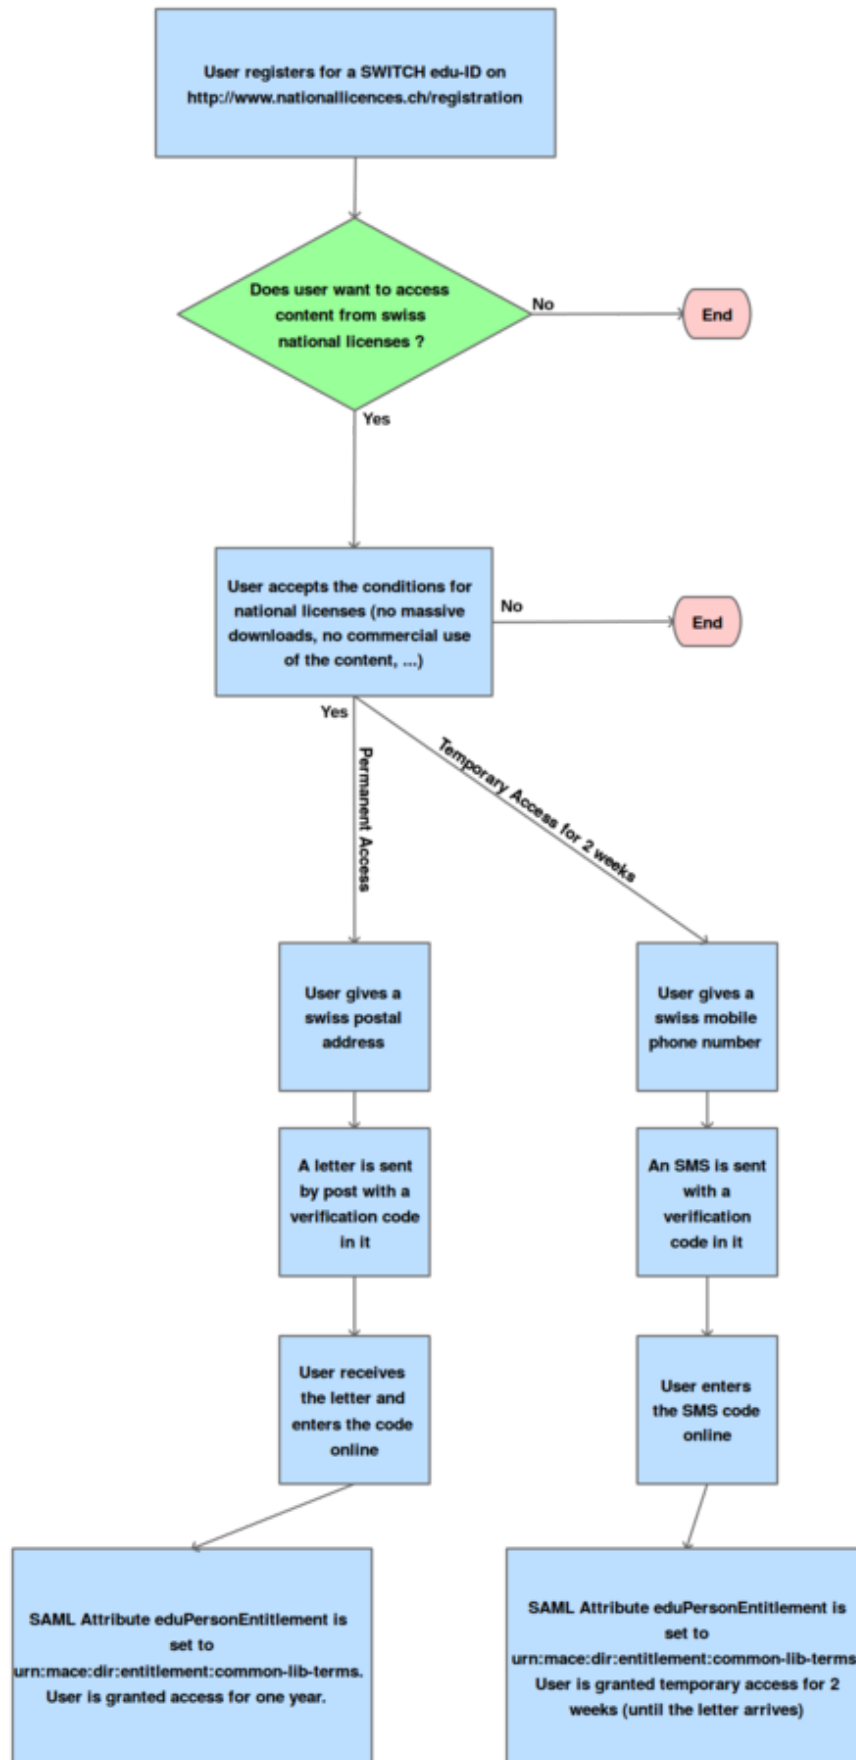 User registers for a SWITCH edu-ID on
http://www.nationallicences.ch/registration
Does user want to access
content from swiss
national licenses ?
No
End
Yes
User accepts the conditions for
national licenses (no massive
downloads, no commercial use
of the content, ...)
No
End
Yes
Permanent Access
Temporary Access for 2 weeks
User gives a
swiss postal
address
User gives a
swiss mobile
phone number
A letter is sent
by post with a
verification code
in it
An SMS is sent
with a
verification
code in it
User receives
the letter and
enters the code
online
User enters
the SMS code
online
SAML Attribute eduPersonEntitlement is
set to
urn:mace:dir:entitlement:common-lib-terms.
User is granted access for one year.
SAML Attribute eduPersonEntitlement is
set to
urn:mace:dir:entitlement:common-lib-terms
User is granted temporary access for 2
weeks (until the letter arrives)